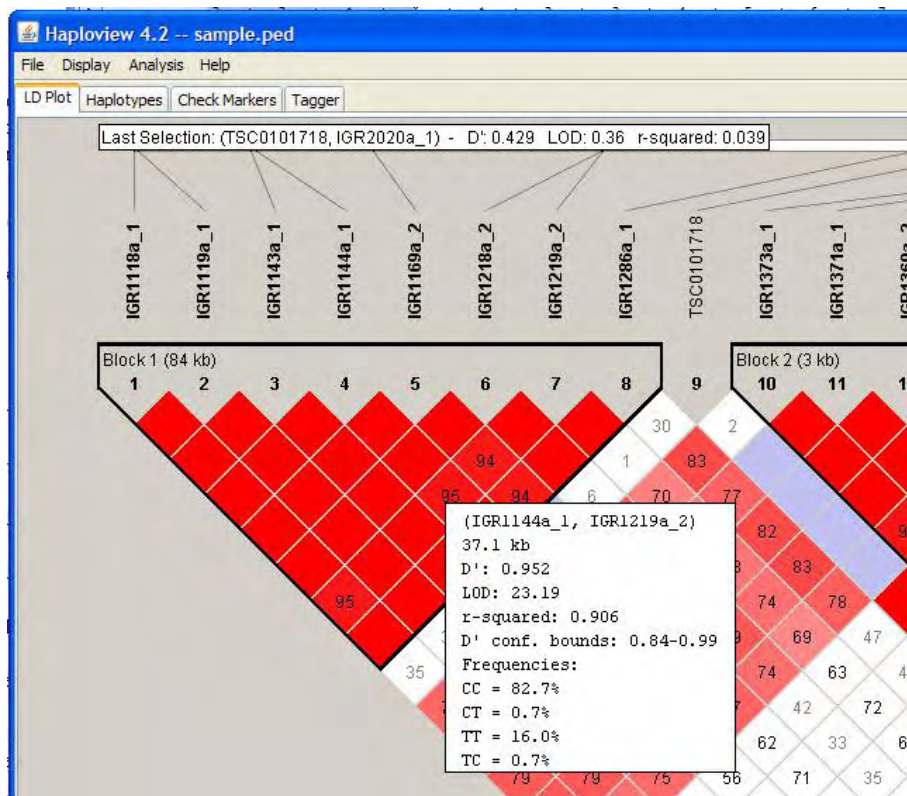 Haploview 4.2 -- sample.ped
File Display Analysis Help
LD Plot Haplotypes Check Markers Tagger
Last Selection: (TSC0101718, IGR2020a_1) - D': 0.429 LOD: 0.36 r-squared: 0.039
IGR1118a_1 IGR1119a_1 IGR1143a_1 IGR1144a_1 IGR1169a_2 IGR1218a_2 IGR1219a_2 IGR1286a_1 TSC0101718 IGR1373a_1 IGR1371a_1
Block 1 (84 kb) Block 2 (3 kb)
1 2 3 4 5 6 7 8 9 10 11
30 2
94 1 83
95 94 6 70 77
82
83
95 74 78
69 47
35 74 63
42 72
62 33
79 79 75 56 71 35
(IGR1144a_1, IGR1219a_2)
37.1 kb
D': 0.952
LOD: 23.19
r-squared: 0.906
D' conf. bounds: 0.84-0.99
Frequencies:
CC = 82.7%
CT = 0.7%
TT = 16.0%
TC = 0.7%